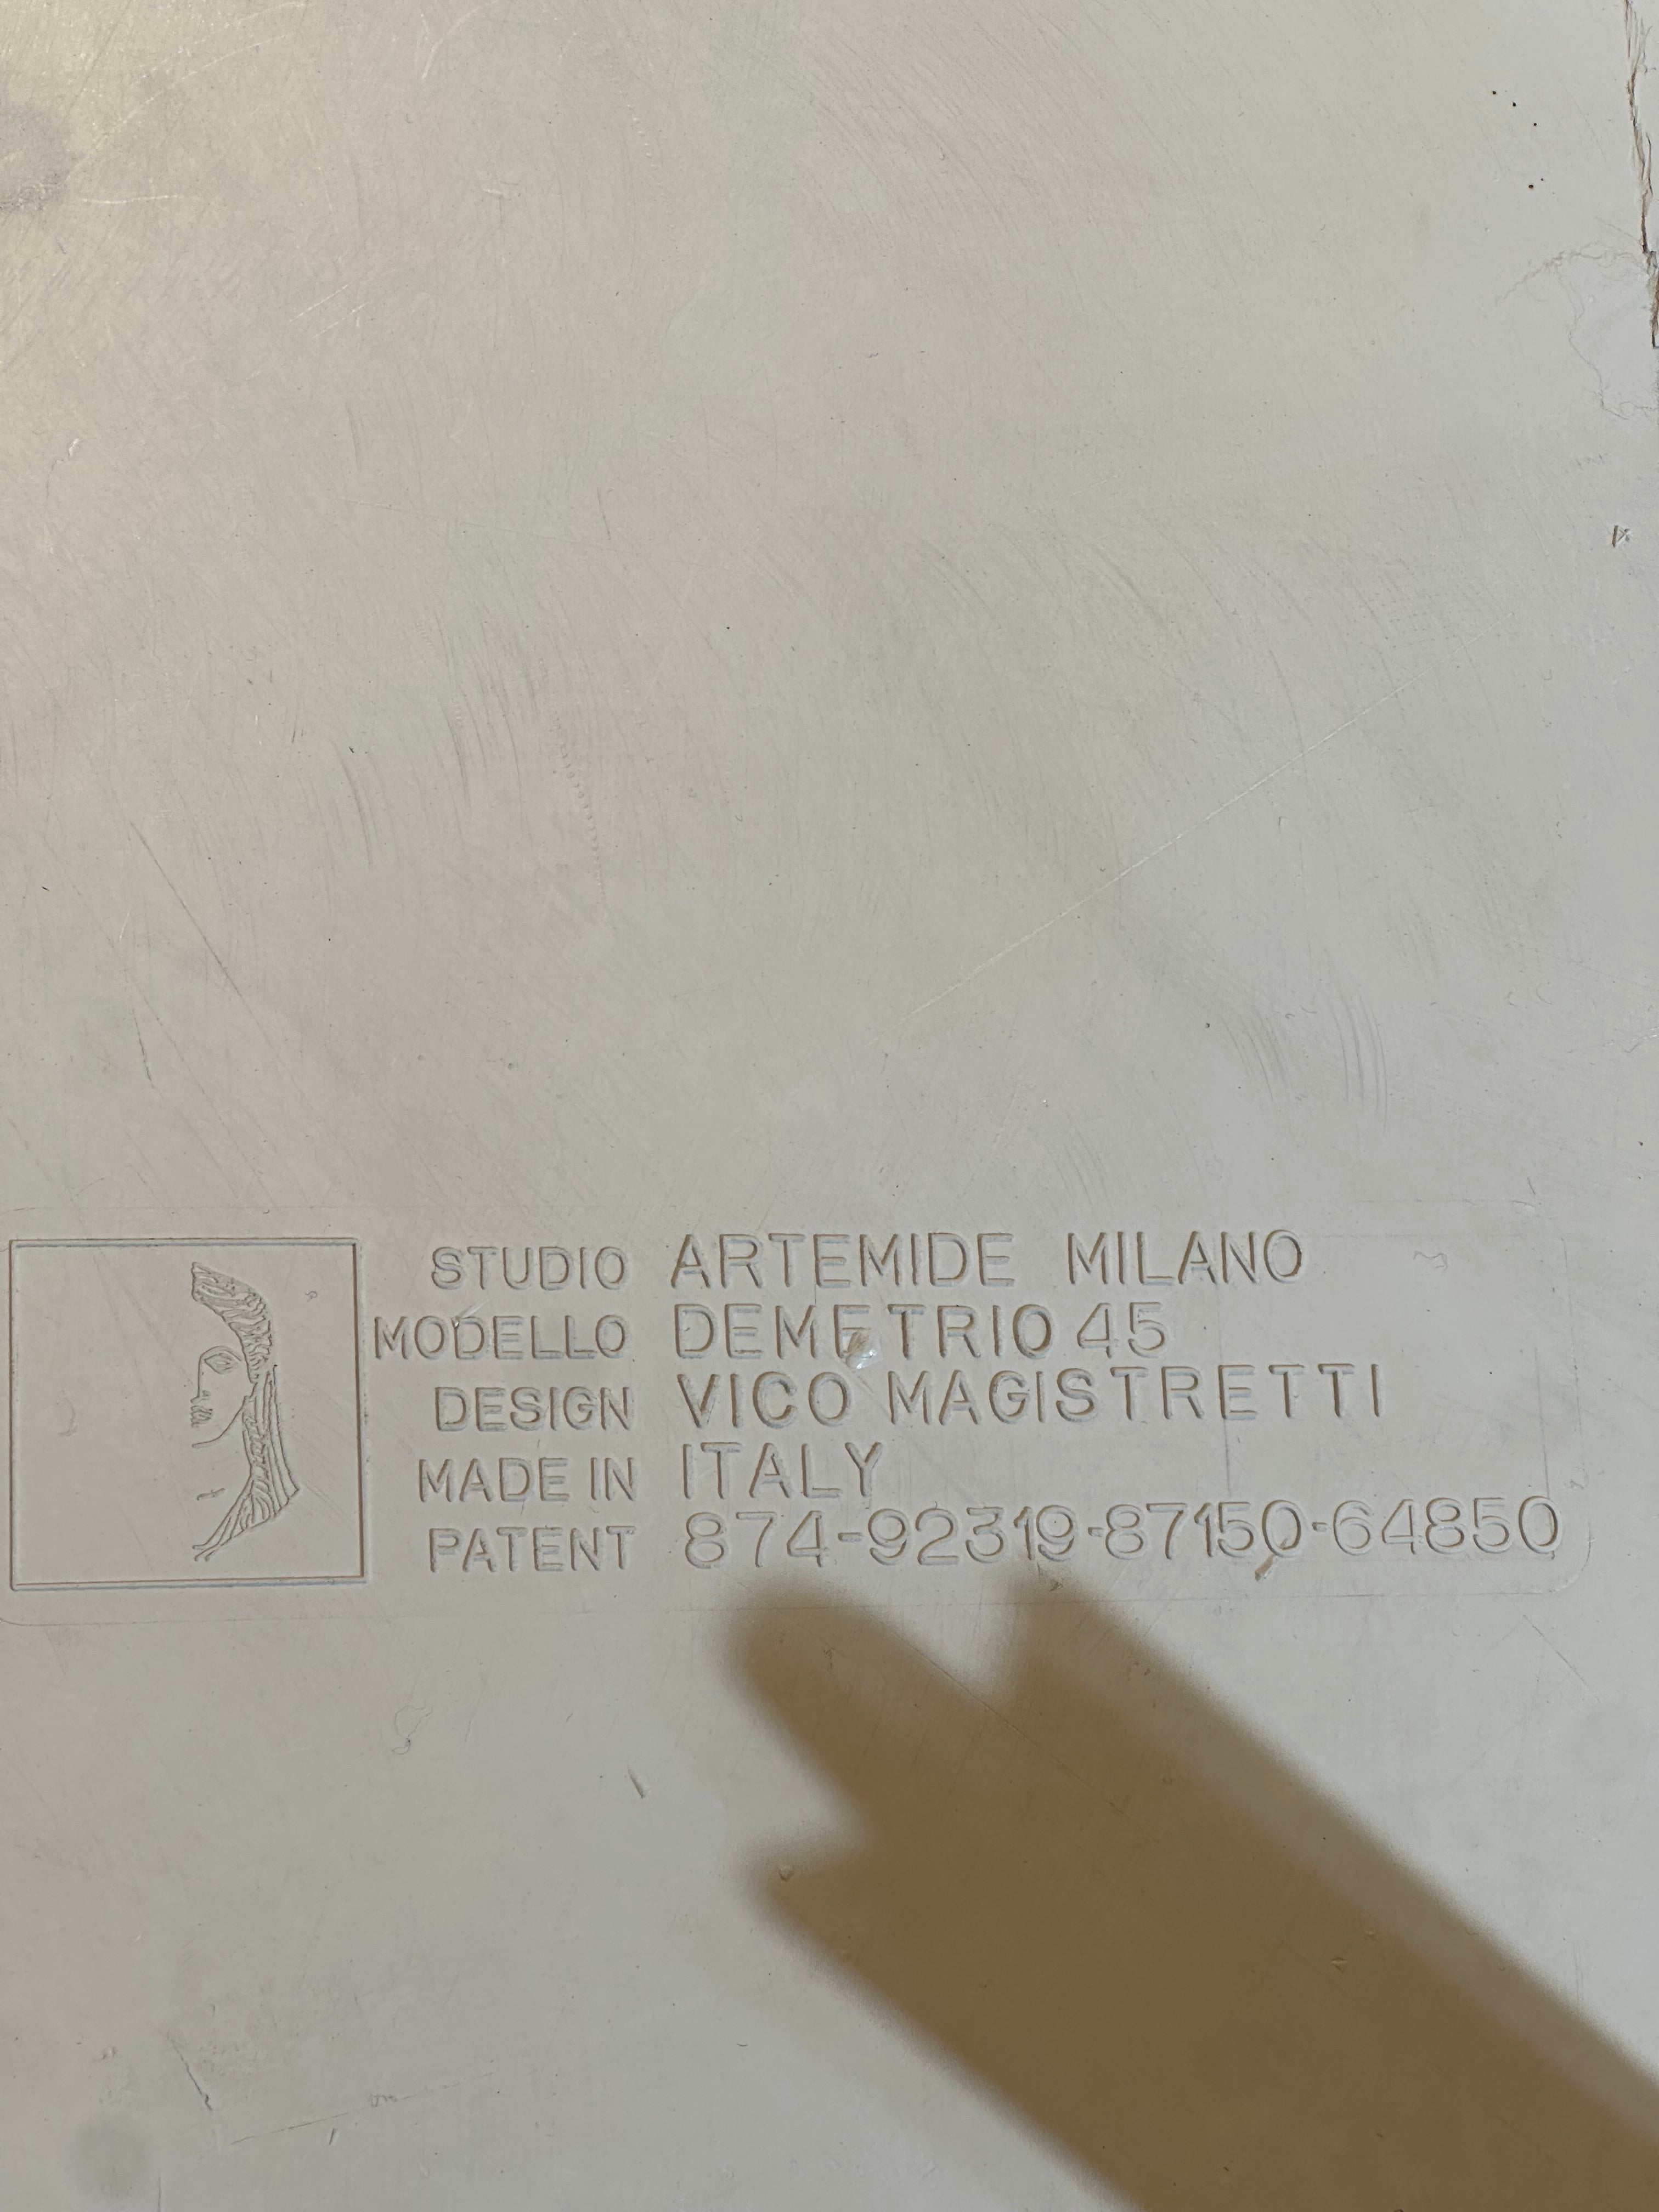 STUDIO ARTEMIDE MILANO
MODELLO DEMETRIO 45
DESIGN VICO MAGISTRETTI
MADE IN ITALY
PATENT 874-92319-87150-64850